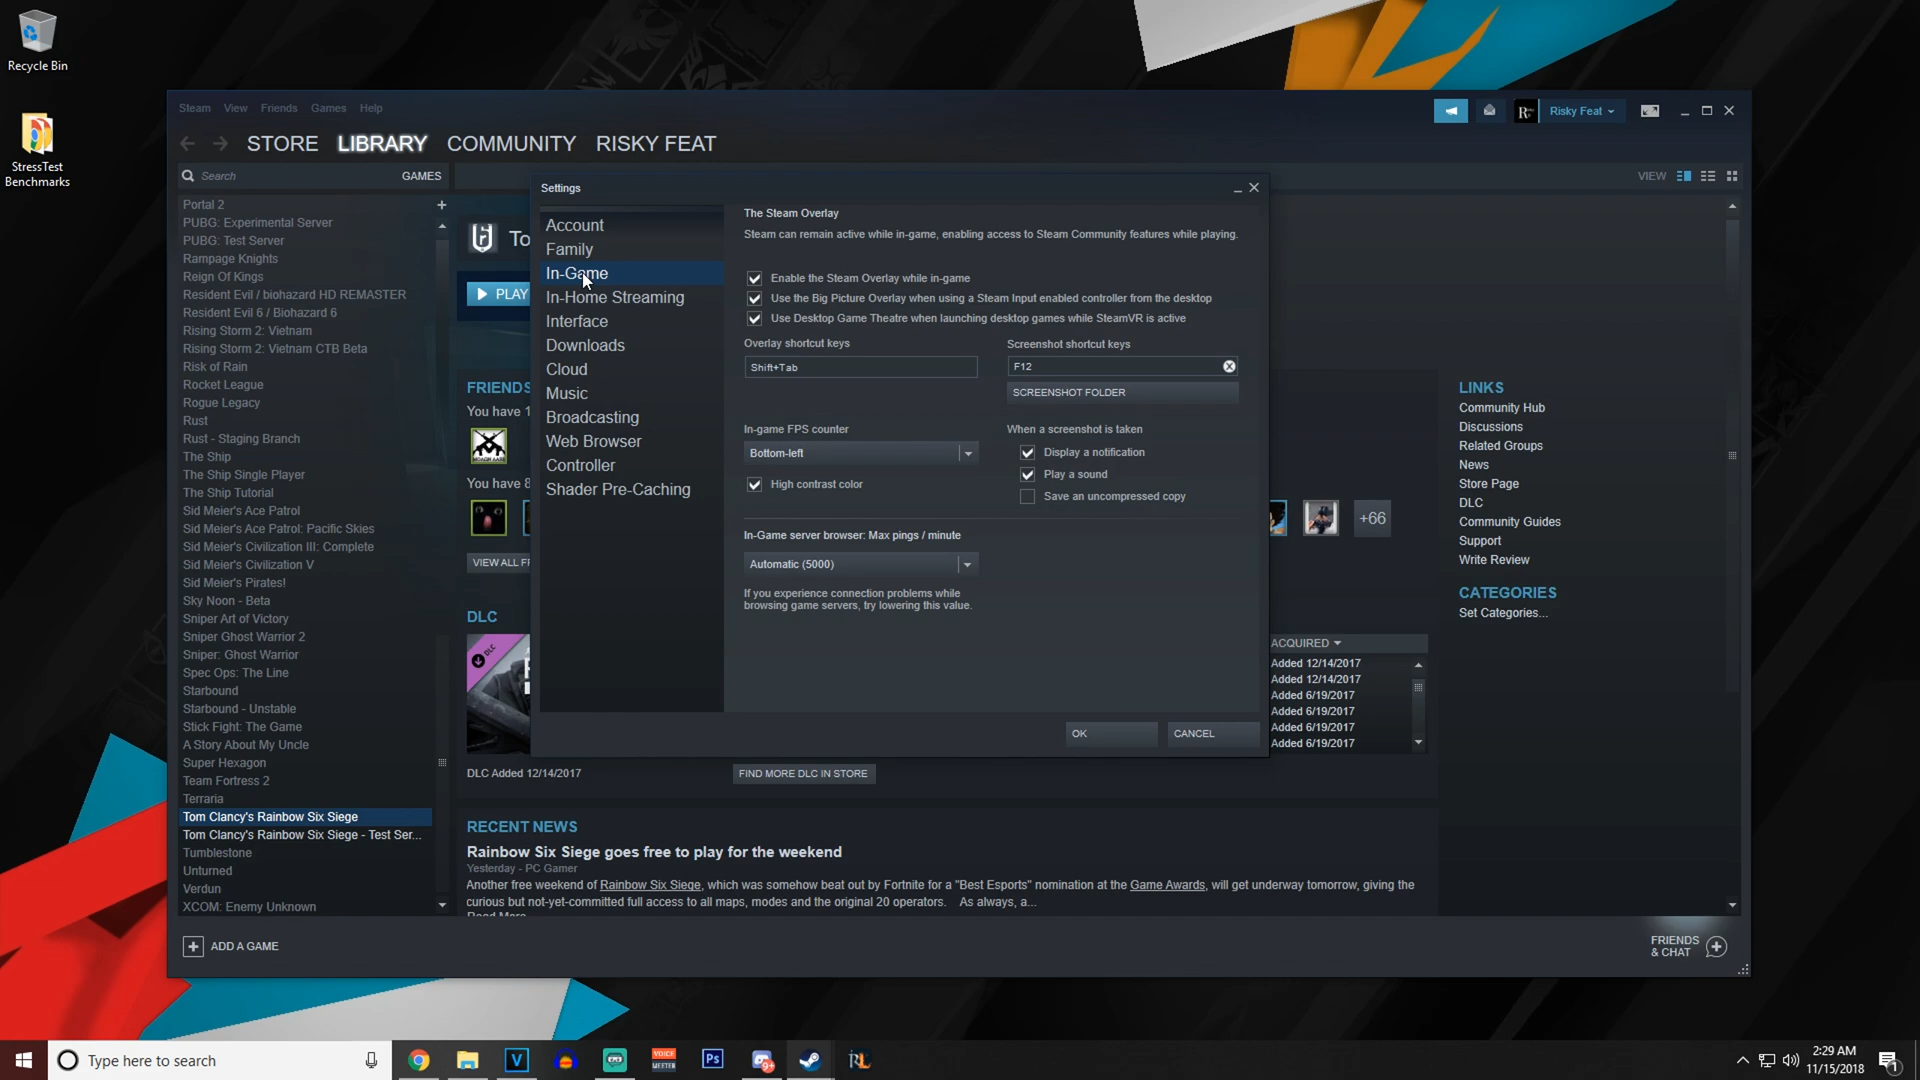 Recycle Bin
StressTest
Benchmarks
Steam View Friends Games Help
Risky Feat
STORE LIBRARY COMMUNITY RISKY FEAT
Search GAMES
VIEW
Portal 2
PUBG: Experimental Server
PUBG: Test Server
Rampage Knights
Reign Of Kings
Resident Evil / biohazard HD REMASTER
Resident Evil 6 / Biohazard 6
Rising Storm 2: Vietnam
Rising Storm 2: Vietnam CTB Beta
Risk of Rain
Rocket League
Rogue Legacy
Rust
Rust - Staging Branch
The Ship
The Ship Single Player
The Ship Tutorial
Sid Meier's Ace Patrol
Sid Meier's Ace Patrol: Pacific Skies
Sid Meier's Civilization III: Complete
Sid Meier's Civilization V
Sid Meier's Pirates!
Sky Noon - Beta
Sniper Art of Victory
Sniper Ghost Warrior 2
Sniper: Ghost Warrior
Spec Ops: The Line
Starbound
Starbound - Unstable
Stick Fight: The Game
A Story About My Uncle
Super Hexagon
Team Fortress 2
Terraria
Tom Clancy's Rainbow Six Siege
Tom Clancy's Rainbow Six Siege - Test Ser...
Tumblestone
Unturned
Verdun
XCOM: Enemy Unknown
ADD A GAME
To
PLAY
FRIENDS
You have 1
You have 8
VIEW ALL FR
DLC
DLC
DLC Added 12/14/2017
FIND MORE DLC IN STORE
Settings
Account
Family
In-Game
In-Home Streaming
Interface
Downloads
Cloud
Music
Broadcasting
Web Browser
Controller
Shader Pre-Caching
The Steam Overlay
Steam can remain active while in-game, enabling access to Steam Community features while playing.
Enable the Steam Overlay while in-game
Use the Big Picture Overlay when using a Steam Input enabled controller from the desktop
Use Desktop Game Theatre when launching desktop games while SteamVR is active
Overlay shortcut keys
Shift+Tab
Screenshot shortcut keys
F12
SCREENSHOT FOLDER
In-game FPS counter
Bottom-left
High contrast color
When a screenshot is taken
Display a notification
Play a sound
Save an uncompressed copy
In-Game server browser: Max pings / minute
Automatic (5000)
If you experience connection problems while
browsing game servers, try lowering this value.
OK CANCEL
+66
ACQUIRED
Added 12/14/2017
Added 12/14/2017
Added 6/19/2017
Added 6/19/2017
Added 6/19/2017
Added 6/19/2017
LINKS
Community Hub
Discussions
Related Groups
News
Store Page
DLC
Community Guides
Support
Write Review
CATEGORIES
Set Categories...
RECENT NEWS
Rainbow Six Siege goes free to play for the weekend
Yesterday - PC Gamer
Another free weekend of Rainbow Six Siege, which was somehow beat out by Fortnite for a "Best Esports" nomination at the Game Awards, will get underway tomorrow, giving the
curious but not-yet-committed full access to all maps, modes and the original 20 operators. As always, a...
Read More
FRIENDS
& CHAT
Type here to search
V
VOICE
MEETER
Ps
9+
RL
2:29 AM
11/15/2018
1